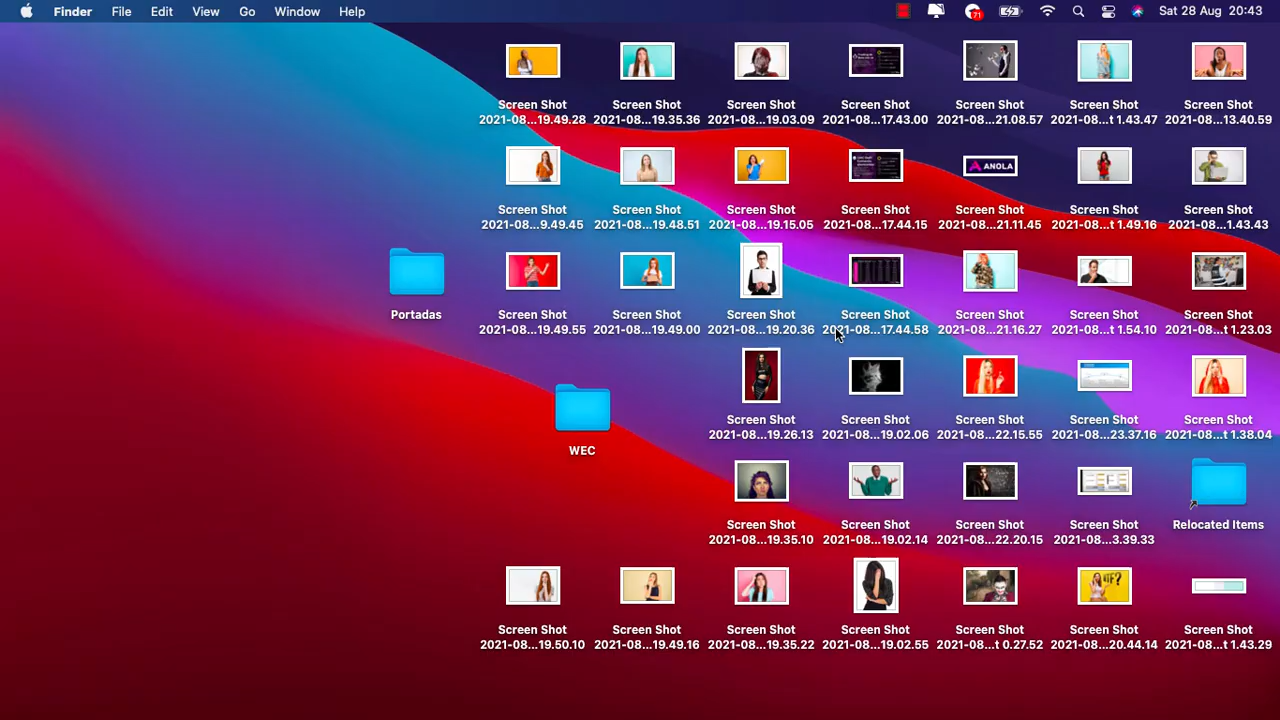 Finder File Edit View Go Window Help 71 Sat 28 Aug 20:43
Screen Shot
2021-08...19.49.28
Screen Shot
2021-08...19.35.36
Screen Shot
2021-08...19.03.09
Screen Shot
2021-08...17.43.00
Screen Shot
2021-08...21.08.57
Screen Shot
2021-08...t 1.43.47
Screen Shot
2021-08...13.40.59
ANOLA
Screen Shot
2021-08...9.49.45
Screen Shot
2021-08...19.48.51
Screen Shot
2021-08...19.15.05
Screen Shot
2021-08...17.44.15
Screen Shot
2021-08...21.11.45
Screen Shot
2021-08...t 1.49.16
Screen Shot
2021-08...1.43.43
Portadas
Screen Shot
2021-08...19.49.55
Screen Shot
2021-08...19.49.00
Screen Shot
2021-08...19.20.36
Screen Shot
2021-08...17.44.58
Screen Shot
2021-08...21.16.27
Screen Shot
2021-08...t 1.54.10
Screen Shot
2021-08...t 1.23.03
WEC
Screen Shot
2021-08...19.26.13
Screen Shot
2021-08...19.02.06
Screen Shot
2021-08...22.15.55
Screen Shot
2021-08...23.37.16
Screen Shot
2021-08...t 1.38.04
Screen Shot
2021-08...19.35.10
Screen Shot
2021-08...19.02.14
Screen Shot
2021-08...22.20.15
Screen Shot
2021-08...3.39.33
Relocated Items
WTF?
Screen Shot
2021-08...19.50.10
Screen Shot
2021-08...19.49.16
Screen Shot
2021-08...19.35.22
Screen Shot
2021-08...19.02.55
Screen Shot
2021-08...t 0.27.52
Screen Shot
2021-08...20.44.14
Screen Shot
2021-08...t 1.43.29